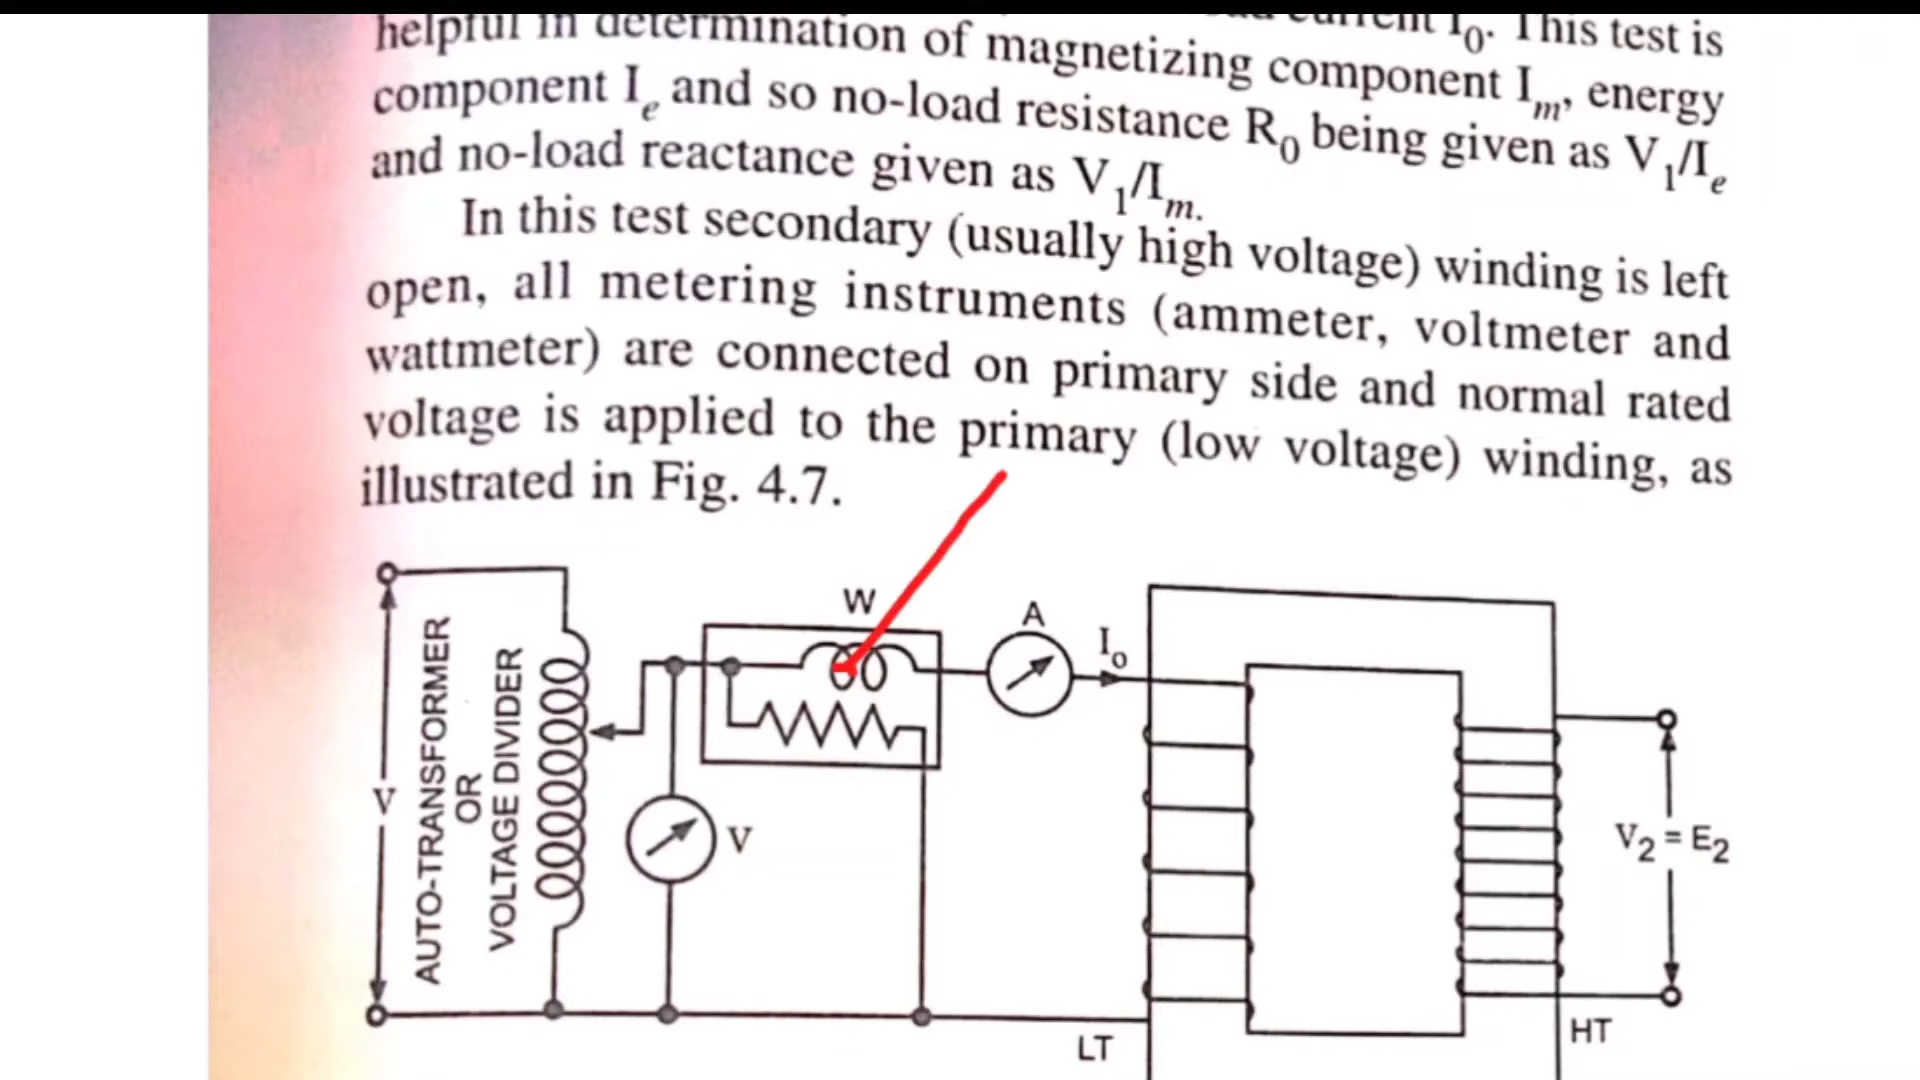 helpful in determination of magnetizing component Iₘ, energy
current I₀. This test is
component Iₑ and so no-load resistance R₀ being given as V₁/Iₑ
and no-load reactance given as V₁/Iₘ.
In this test secondary (usually high voltage) winding is left
open, all metering instruments (ammeter, voltmeter and
wattmeter) are connected on primary side and normal rated
voltage is applied to the primary (low voltage) winding, as
illustrated in Fig. 4.7.
W
A
I₀
V
AUTO-TRANSFORMER
OR
VOLTAGE DIVIDER
V
V₂ = E₂
LT
HT